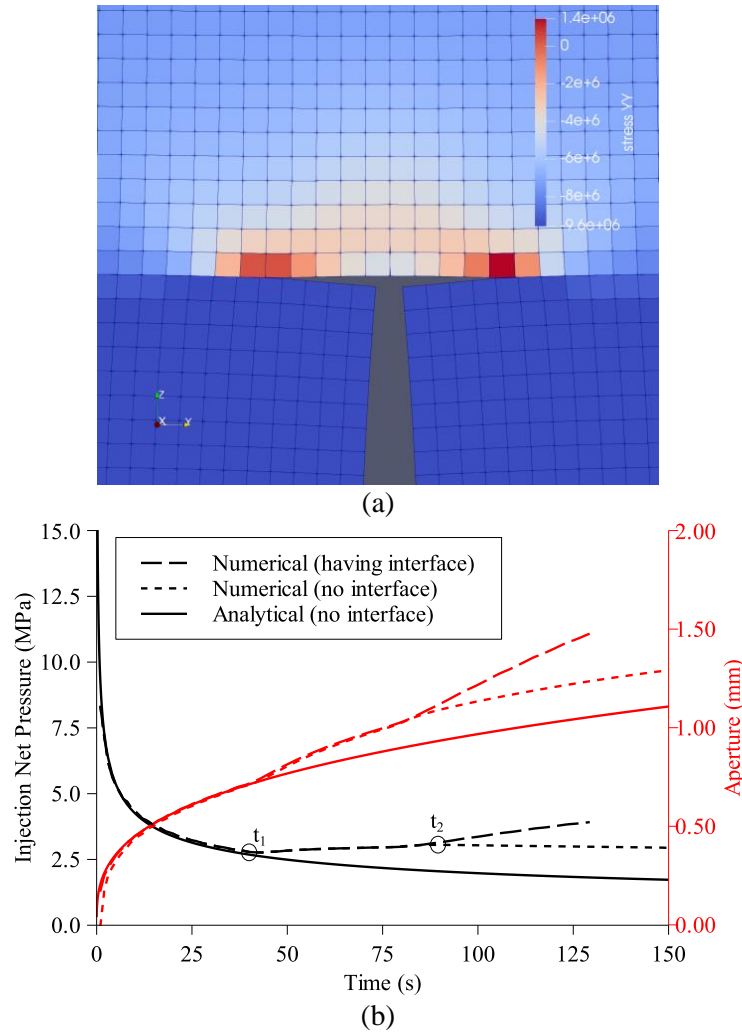 1.4e+06
0
-2e+6
-4e+6
-6e+6
-8e+6
-9.6e+06
stress YY
Z
X
Y
(a)
15.0
12.5
10.0
7.5
5.0
2.5
0.0
Injection Net Pressure (MPa)
Numerical (having interface)
Numerical (no interface)
Analytical (no interface)
t1
t2
2.00
1.50
1.00
0.50
0.00
Aperture (mm)
0 25 50 75 100 125 150
Time (s)
(b)